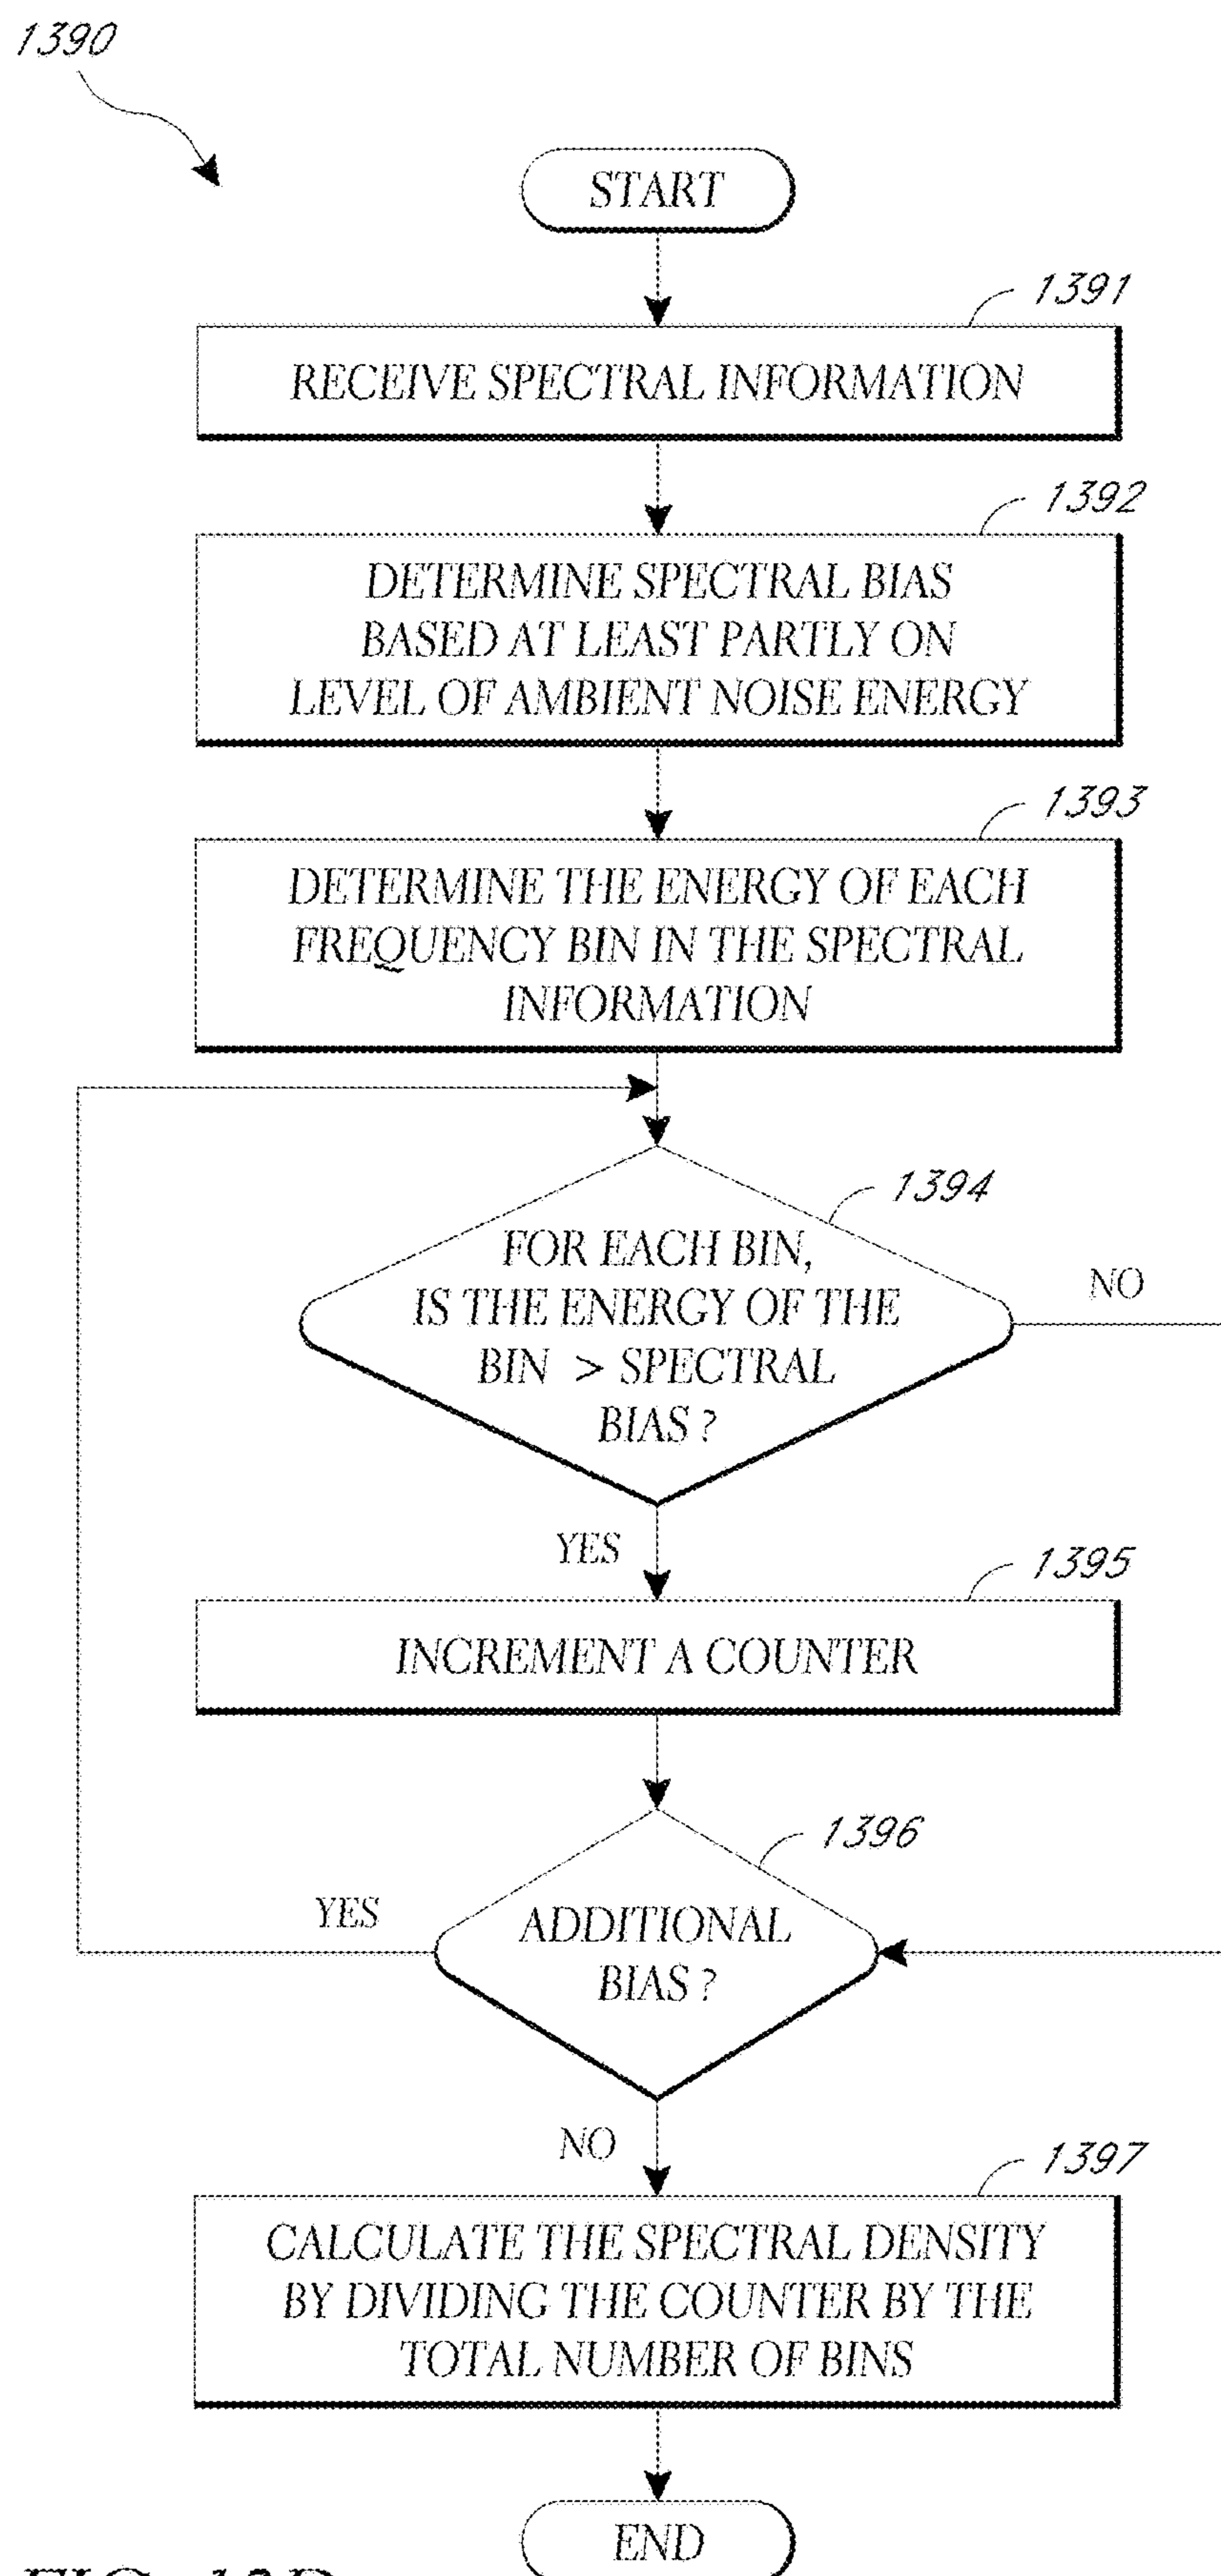 1390
START
1391
RECEIVE SPECTRAL INFORMATION
1392
DETERMINE SPECTRAL BIAS
BASED AT LEAST PARTLY ON
LEVEL OF AMBIENT NOISE ENERGY
1393
DETERMINE THE ENERGY OF EACH
FREQUENCY BIN IN THE SPECTRAL
INFORMATION
1394
FOR EACH BIN,
IS THE ENERGY OF THE
BIN > SPECTRAL
BIAS ?
NO
YES
1395
INCREMENT A COUNTER
1396
YES
ADDITIONAL
BIAS ?
NO
1397
CALCULATE THE SPECTRAL DENSITY
BY DIVIDING THE COUNTER BY THE
TOTAL NUMBER OF BINS
END